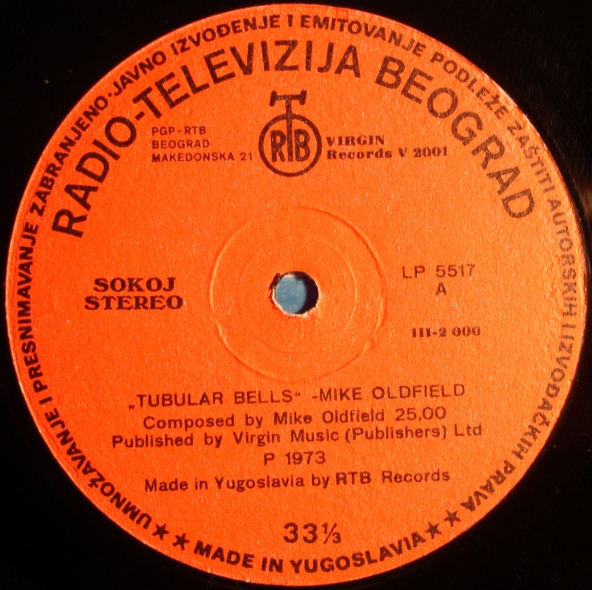 UMNOŽAVANJE I PRESNIMAVANJE ZABRANJENO·JAVNO IZVOĐENJE I EMITOVANJE PODLEŽE ZAŠTITI AUTORSKIH I IZVOĐAČKIH PRAVA
RADIO-TELEVIZIJA BEOGRAD
PGP-RTB
BEOGRAD
MAKEDONSKA 21
RTB
VIRGIN
Records V 2001
SOKOJ
STEREO
LP 5517
A
III-2 000
„TUBULAR BELLS“ -MIKE OLDFIELD
Composed by Mike Oldfield 25,00
Published by Virgin Music (Publishers) Ltd
P 1973
Made in Yugoslavia by RTB Records
33⅓
★★ MADE IN YUGOSLAVIA ★★